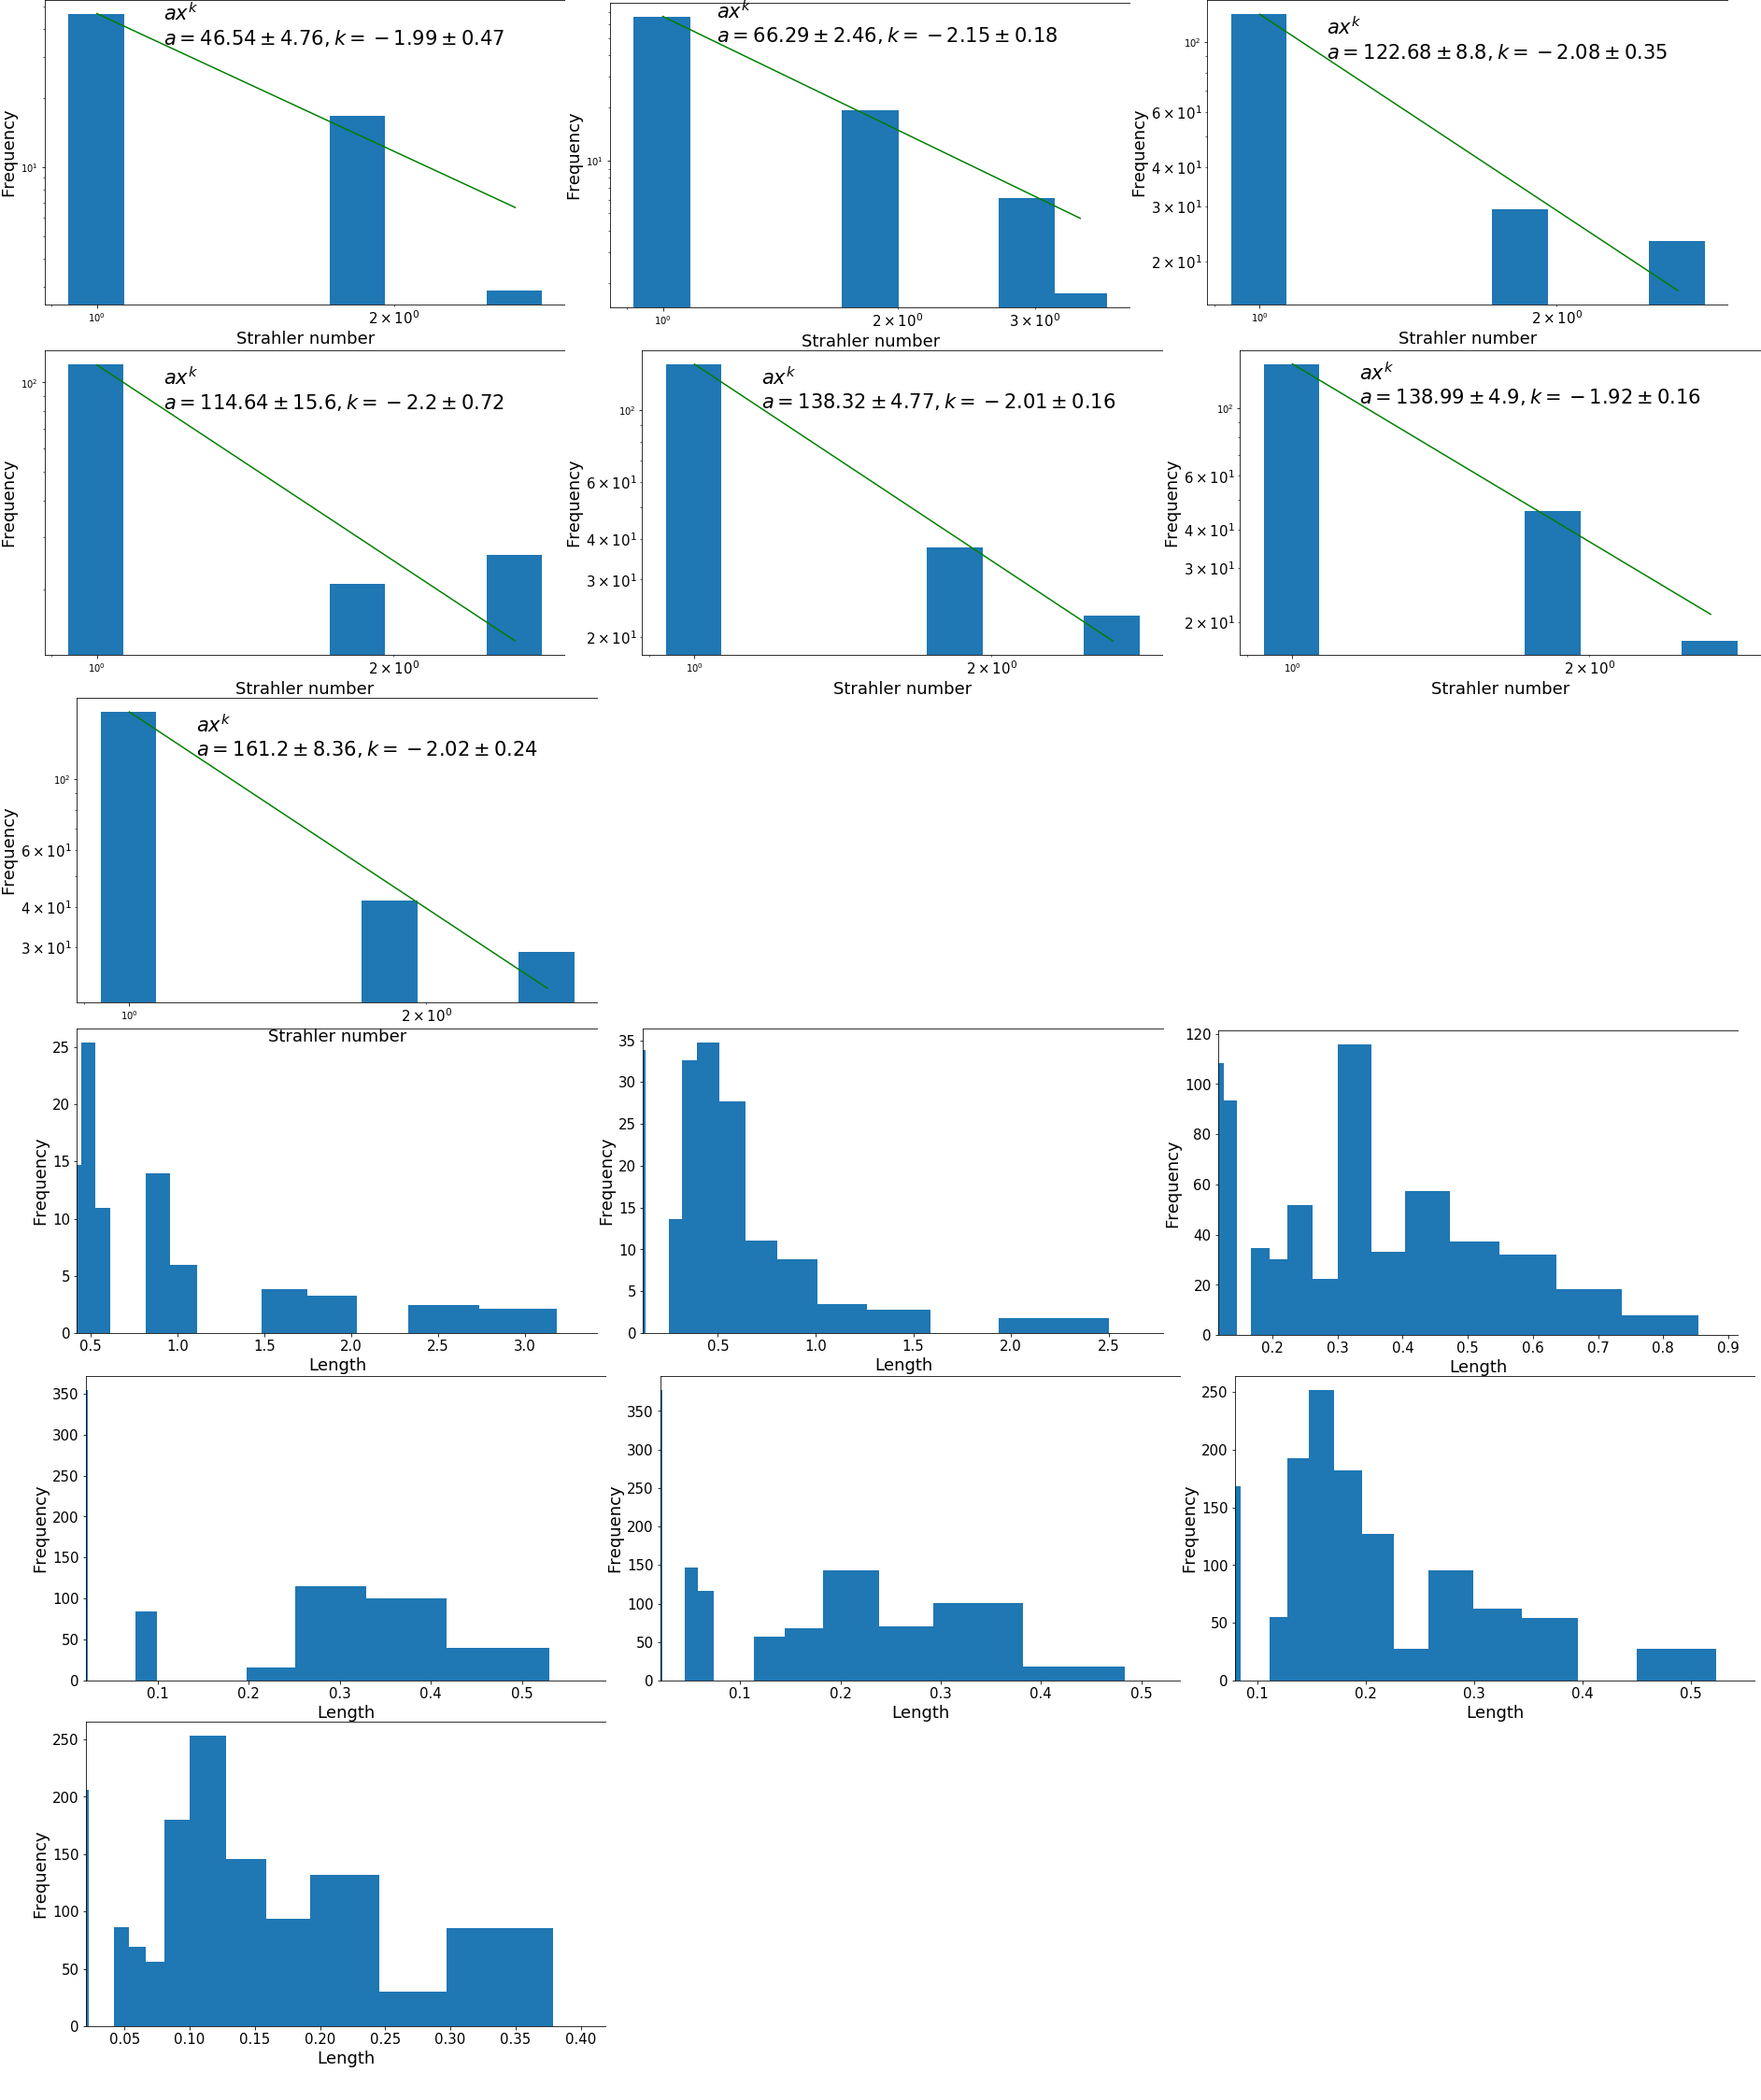 ax^k
a = 46.54 ± 4.76, k = −1.99 ± 0.47
Frequency
10^1
10^0
2 × 10^0
Strahler number
ax^k
a = 66.29 ± 2.46, k = −2.15 ± 0.18
Frequency
10^1
10^0
2 × 10^0
3 × 10^0
Strahler number
ax^k
a = 122.68 ± 8.8, k = −2.08 ± 0.35
Frequency
10^2
6 × 10^1
4 × 10^1
3 × 10^1
2 × 10^1
10^0
2 × 10^0
Strahler number
ax^k
a = 114.64 ± 15.6, k = −2.2 ± 0.72
Frequency
10^2
10^0
2 × 10^0
Strahler number
ax^k
a = 138.32 ± 4.77, k = −2.01 ± 0.16
Frequency
10^2
6 × 10^1
4 × 10^1
3 × 10^1
2 × 10^1
10^0
2 × 10^0
Strahler number
ax^k
a = 138.99 ± 4.9, k = −1.92 ± 0.16
Frequency
10^2
6 × 10^1
4 × 10^1
3 × 10^1
2 × 10^1
10^0
2 × 10^0
Strahler number
ax^k
a = 161.2 ± 8.36, k = −2.02 ± 0.24
Frequency
10^2
6 × 10^1
4 × 10^1
3 × 10^1
10^0
2 × 10^0
Strahler number
Frequency
25
20
15
10
5
0
0.5 1.0 1.5 2.0 2.5 3.0
Length
Frequency
35
30
25
20
15
10
5
0
0.5 1.0 1.5 2.0 2.5
Length
Frequency
120
100
80
60
40
20
0
0.2 0.3 0.4 0.5 0.6 0.7 0.8 0.9
Length
Frequency
350
300
250
200
150
100
50
0
0.1 0.2 0.3 0.4 0.5
Length
Frequency
350
300
250
200
150
100
50
0
0.1 0.2 0.3 0.4 0.5
Length
Frequency
250
200
150
100
50
0
0.1 0.2 0.3 0.4 0.5
Length
Frequency
250
200
150
100
50
0
0.05 0.10 0.15 0.20 0.25 0.30 0.35 0.40
Length